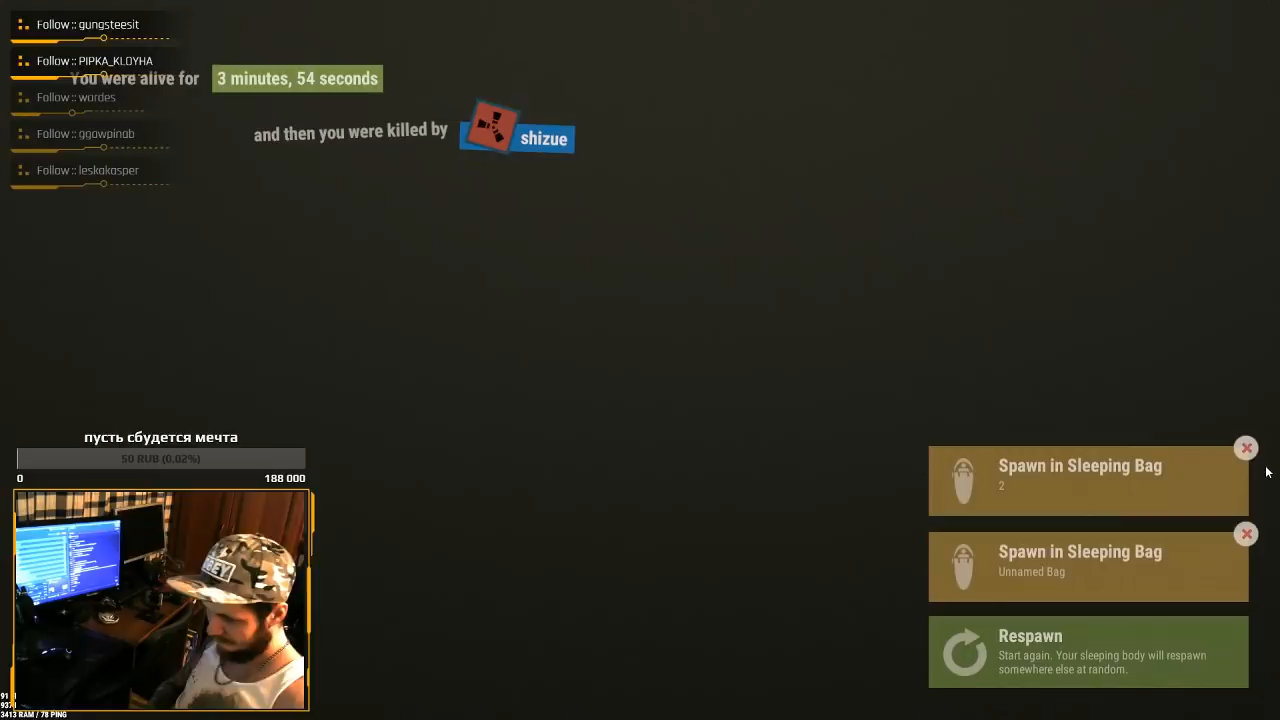 Follow :: gungsteesit
Follow :: PIPKA_KLOYHA
You were alive for 3 minutes, 54 seconds
Follow :: wardes
Follow :: ggawpinab
and then you were killed by shizue
Follow :: leskakasper
пусть сбудется мечта
50 RUB (0.02%)
0 188 000
Spawn in Sleeping Bag
2
Spawn in Sleeping Bag
Unnamed Bag
Respawn
Start again. Your sleeping body will respawn
somewhere else at random.
3413 RAM / 78 PING